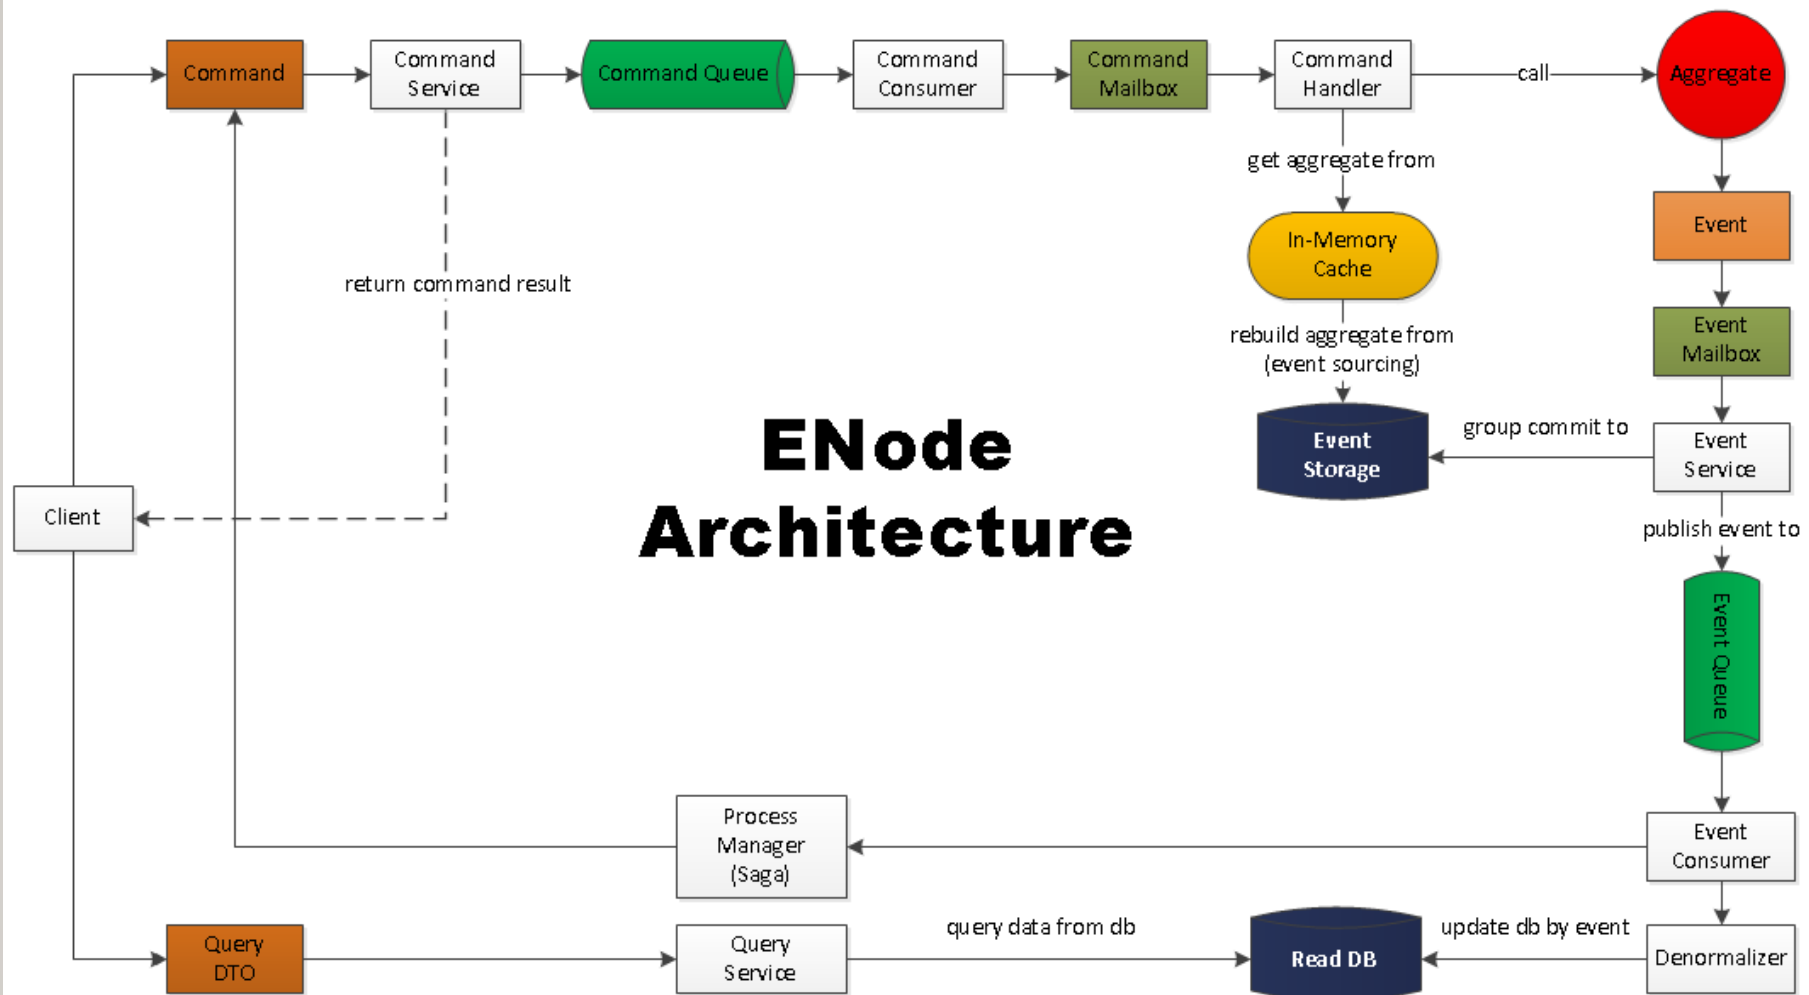 Command
Command
Service
Command Queue
Command
Consumer
Command
Mailbox
Command
Handler
call
Aggregate
get aggregate from
Event
In-Memory
Cache
return command result
rebuild aggregate from
(event sourcing)
Event
Mailbox
ENode
Architecture
Event
Storage
group commit to
Event
Service
Client
publish event to
Event Queue
Process
Manager
(Saga)
Event
Consumer
Query
DTO
Query
Service
query data from db
Read DB
update db by event
Denormalizer